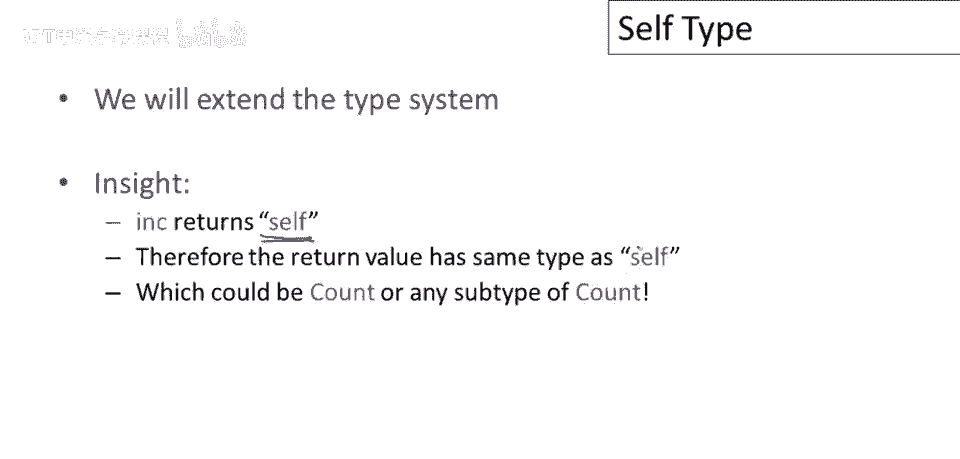 Self Type
• We will extend the type system
• Insight:
– inc returns “self”
– Therefore the return value has same type as “self”
– Which could be Count or any subtype of Count!